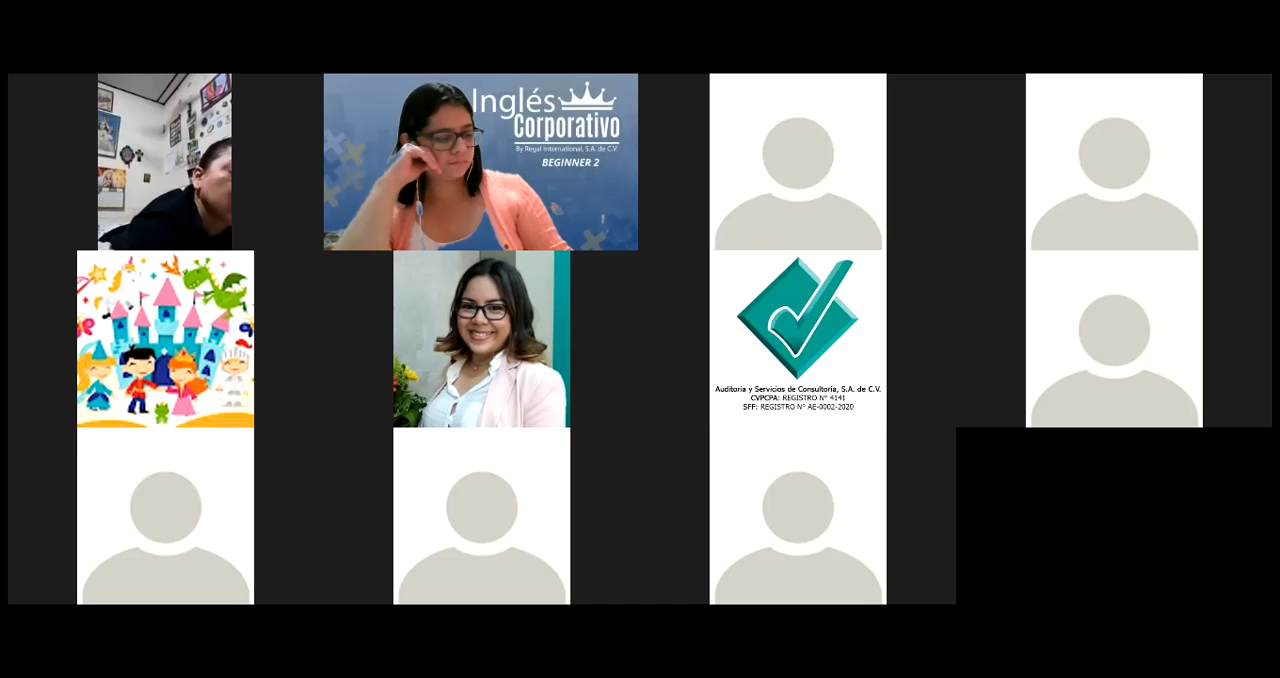 Inglés
Corporativo
By Regal International, S.A. de C.V.
BEGINNER 2
Auditoria y Servicios de Consultoría, S.A. de C.V.
CVPCPA: REGISTRO N° 4141
SFF: REGISTRO N° AE-0002-2020